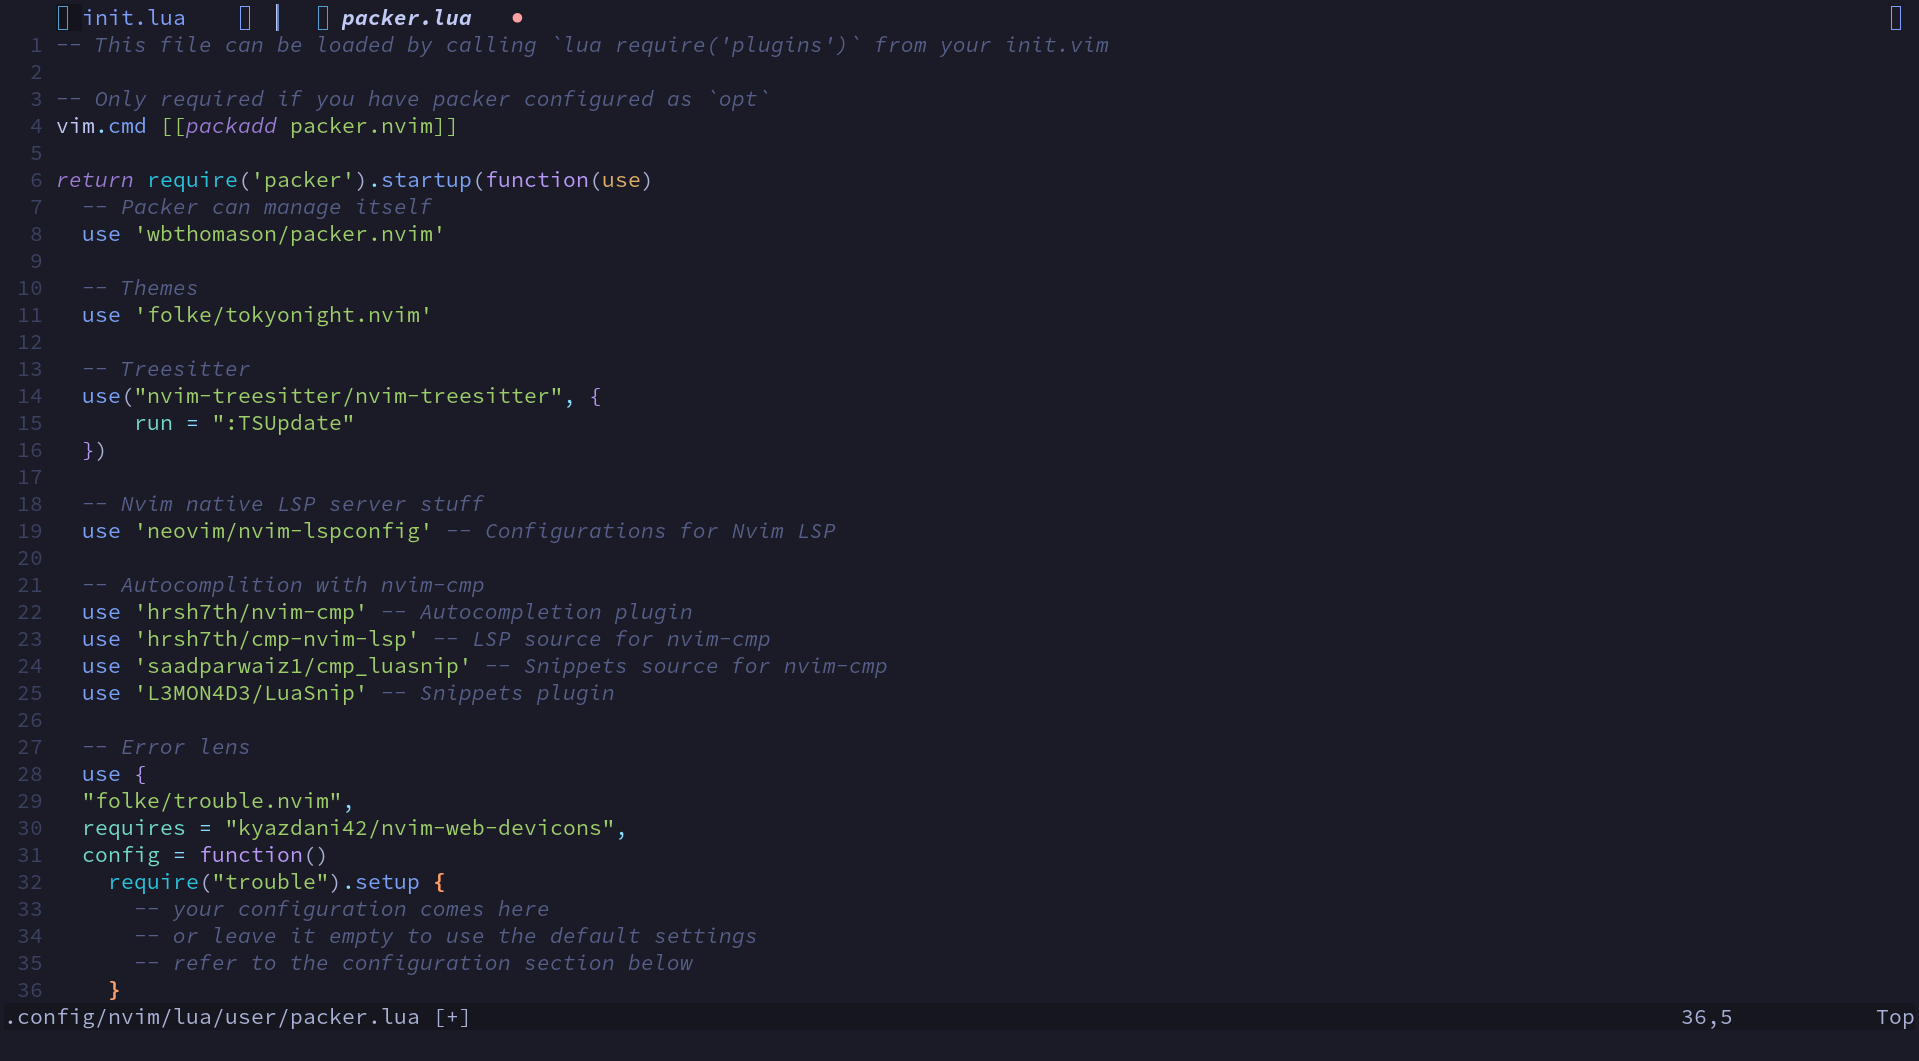 init.lua packer.lua ●
1 -- This file can be loaded by calling `lua require('plugins')` from your init.vim
2
3 -- Only required if you have packer configured as `opt`
4 vim.cmd [[packadd packer.nvim]]
5
6 return require('packer').startup(function(use)
7   -- Packer can manage itself
8   use 'wbthomason/packer.nvim'
9
10   -- Themes
11   use 'folke/tokyonight.nvim'
12
13   -- Treesitter
14   use("nvim-treesitter/nvim-treesitter", {
15       run = ":TSUpdate"
16   })
17
18   -- Nvim native LSP server stuff
19   use 'neovim/nvim-lspconfig' -- Configurations for Nvim LSP
20
21   -- Autocomplition with nvim-cmp
22   use 'hrsh7th/nvim-cmp' -- Autocompletion plugin
23   use 'hrsh7th/cmp-nvim-lsp' -- LSP source for nvim-cmp
24   use 'saadparwaiz1/cmp_luasnip' -- Snippets source for nvim-cmp
25   use 'L3MON4D3/LuaSnip' -- Snippets plugin
26
27   -- Error lens
28   use {
29   "folke/trouble.nvim",
30   requires = "kyazdani42/nvim-web-devicons",
31   config = function()
32     require("trouble").setup {
33       -- your configuration comes here
34       -- or leave it empty to use the default settings
35       -- refer to the configuration section below
36     }
.config/nvim/lua/user/packer.lua [+] 36,5 Top